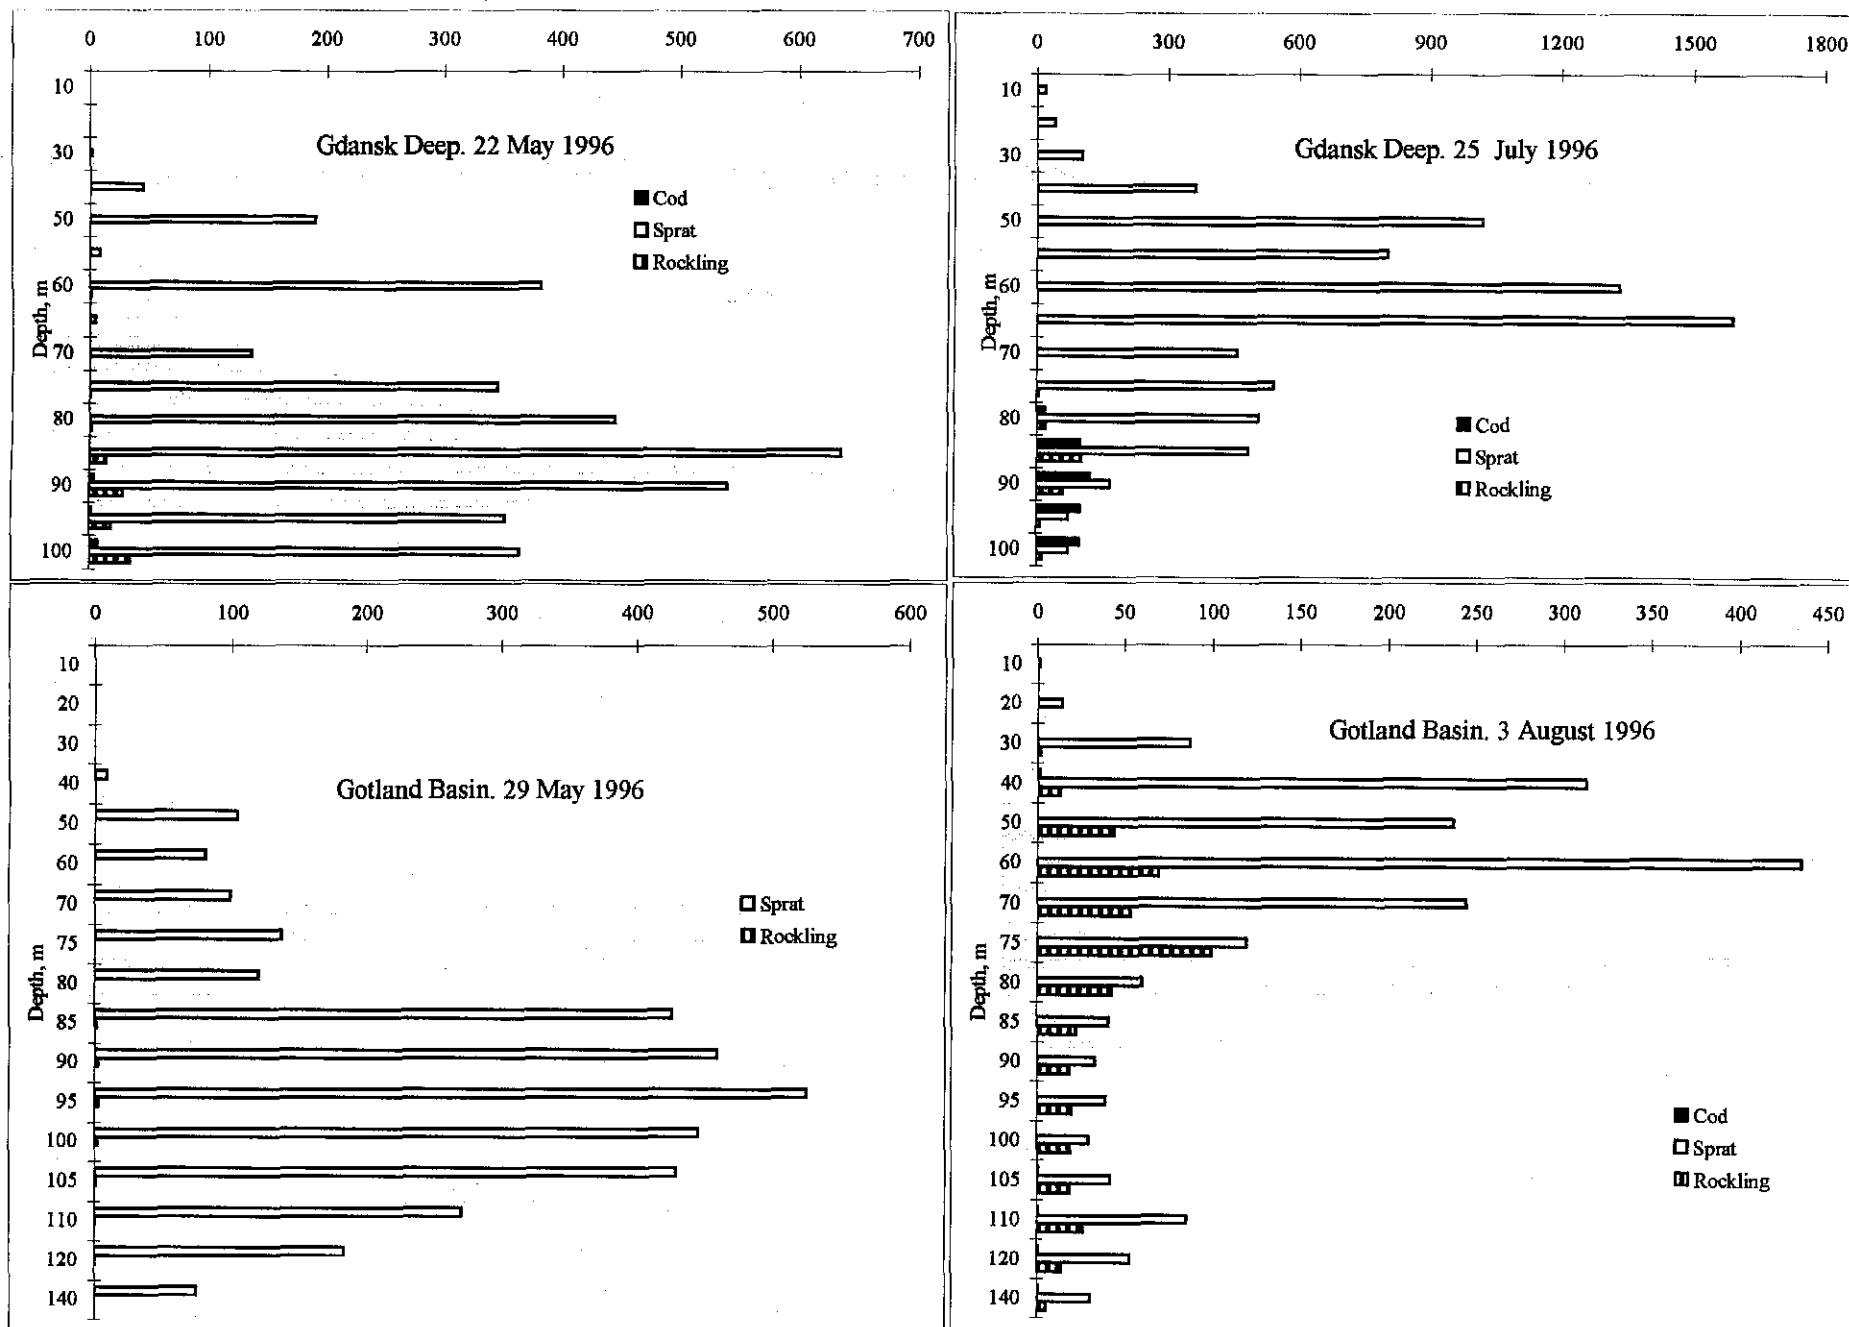 0 100 200 300 400 500 600 700
10
30
50
60
70
80
90
100
Depth, m
Gdansk Deep. 22 May 1996
Cod
Sprat
Rockling
0 300 600 900 1200 1500 1800
10
30
50
60
70
80
90
100
Depth, m
Gdansk Deep. 25 July 1996
Cod
Sprat
Rockling
0 100 200 300 400 500 600
10
20
30
40
50
60
70
75
80
85
90
95
100
105
110
120
140
Depth, m
Gotland Basin. 29 May 1996
Sprat
Rockling
0 50 100 150 200 250 300 350 400 450
10
20
30
40
50
60
70
75
80
85
90
95
100
105
110
120
140
Depth, m
Gotland Basin. 3 August 1996
Cod
Sprat
Rockling